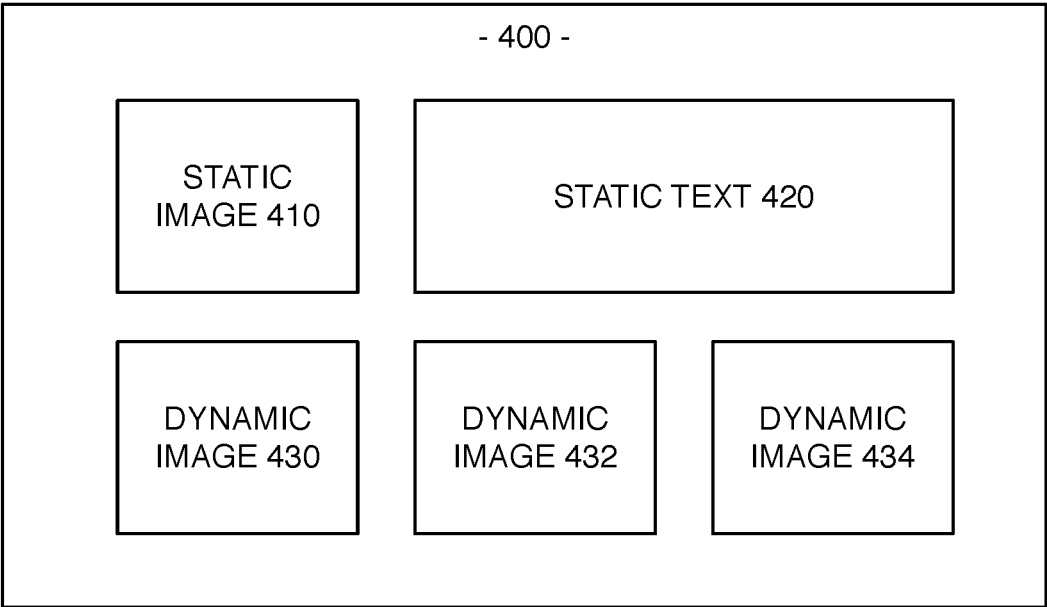 - 400 -
STATIC
IMAGE 410
STATIC TEXT 420
DYNAMIC
IMAGE 430
DYNAMIC
IMAGE 432
DYNAMIC
IMAGE 434